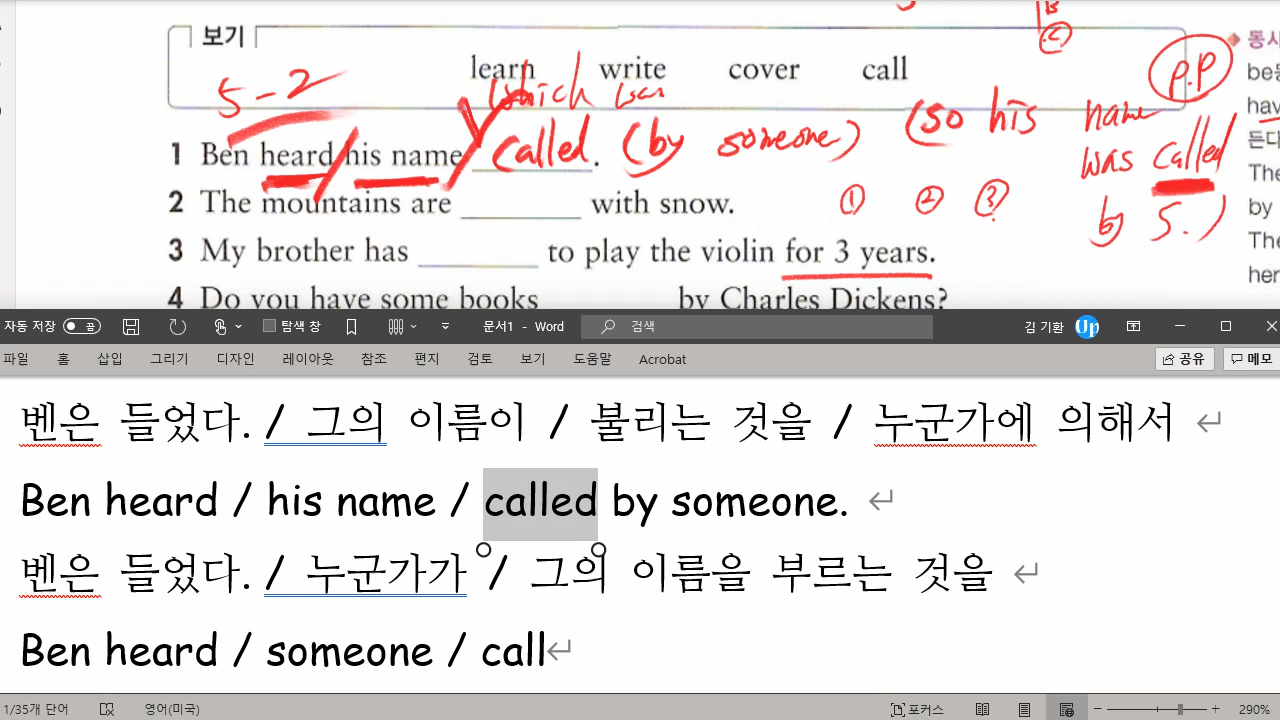 B
C
보기
learn write cover call
p.p
5-2
which was
(so his name
1 Ben heard his name called. (by someone)
was called
2 The mountains are ________ with snow.
① ② ③
by S.)
3 My brother has ________ to play the violin for 3 years.
4 Do you have some books by Charles Dickens?
동사
be동
hav
든다
The
by
The
her
자동 저장 끔 탐색 창 문서1 - Word 검색 김 기환 Up
파일 홈 삽입 그리기 디자인 레이아웃 참조 편지 검토 보기 도움말 Acrobat 공유 메모
벤은 들었다. / 그의 이름이 / 불리는 것을 / 누군가에 의해서
Ben heard / his name / called by someone.
벤은 들었다. / 누군가가 / 그의 이름을 부르는 것을
Ben heard / someone / call
1/35개 단어 영어(미국) 포커스 290%